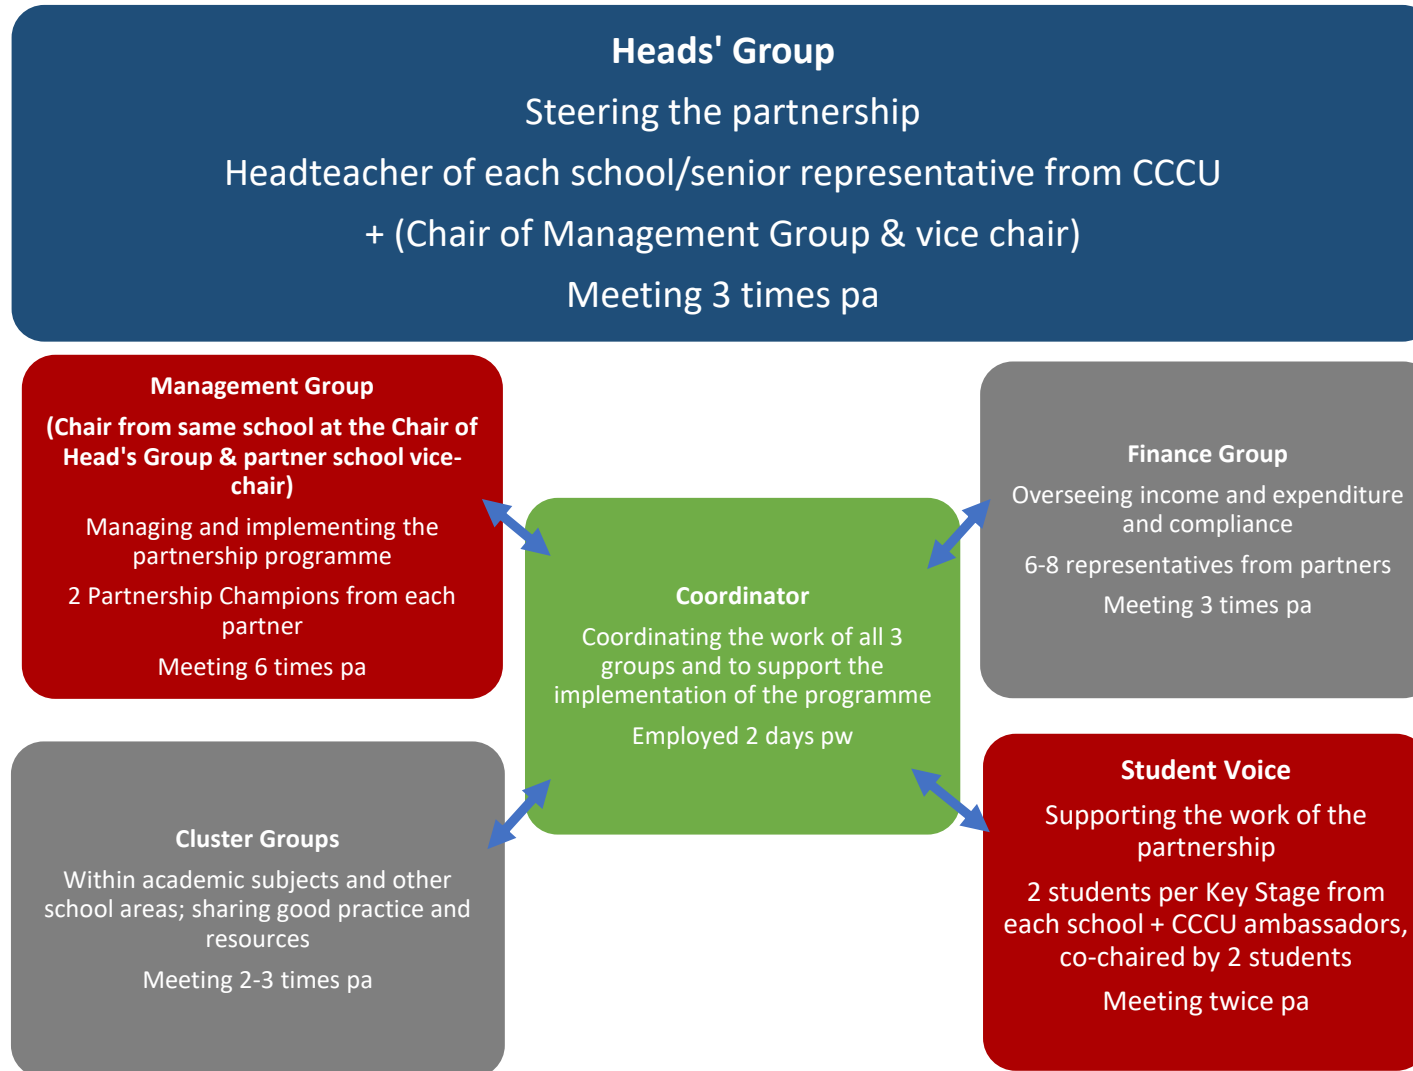 Heads' Group
Steering the partnership
Headteacher of each school/senior representative from CCCU
+ (Chair of Management Group & vice chair)
Meeting 3 times pa
Management Group
(Chair from same school at the Chair of
Head's Group & partner school vice-
chair)
Managing and implementing the
partnership programme
2 Partnership Champions from each
partner
Meeting 6 times pa
Finance Group
Overseeing income and expenditure
and compliance
6-8 representatives from partners
Meeting 3 times pa
Coordinator
Coordinating the work of all 3
groups and to support the
implementation of the programme
Employed 2 days pw
Cluster Groups
Within academic subjects and other
school areas; sharing good practice and
resources
Meeting 2-3 times pa
Student Voice
Supporting the work of the
partnership
2 students per Key Stage from
each school + CCCU ambassadors,
co-chaired by 2 students
Meeting twice pa